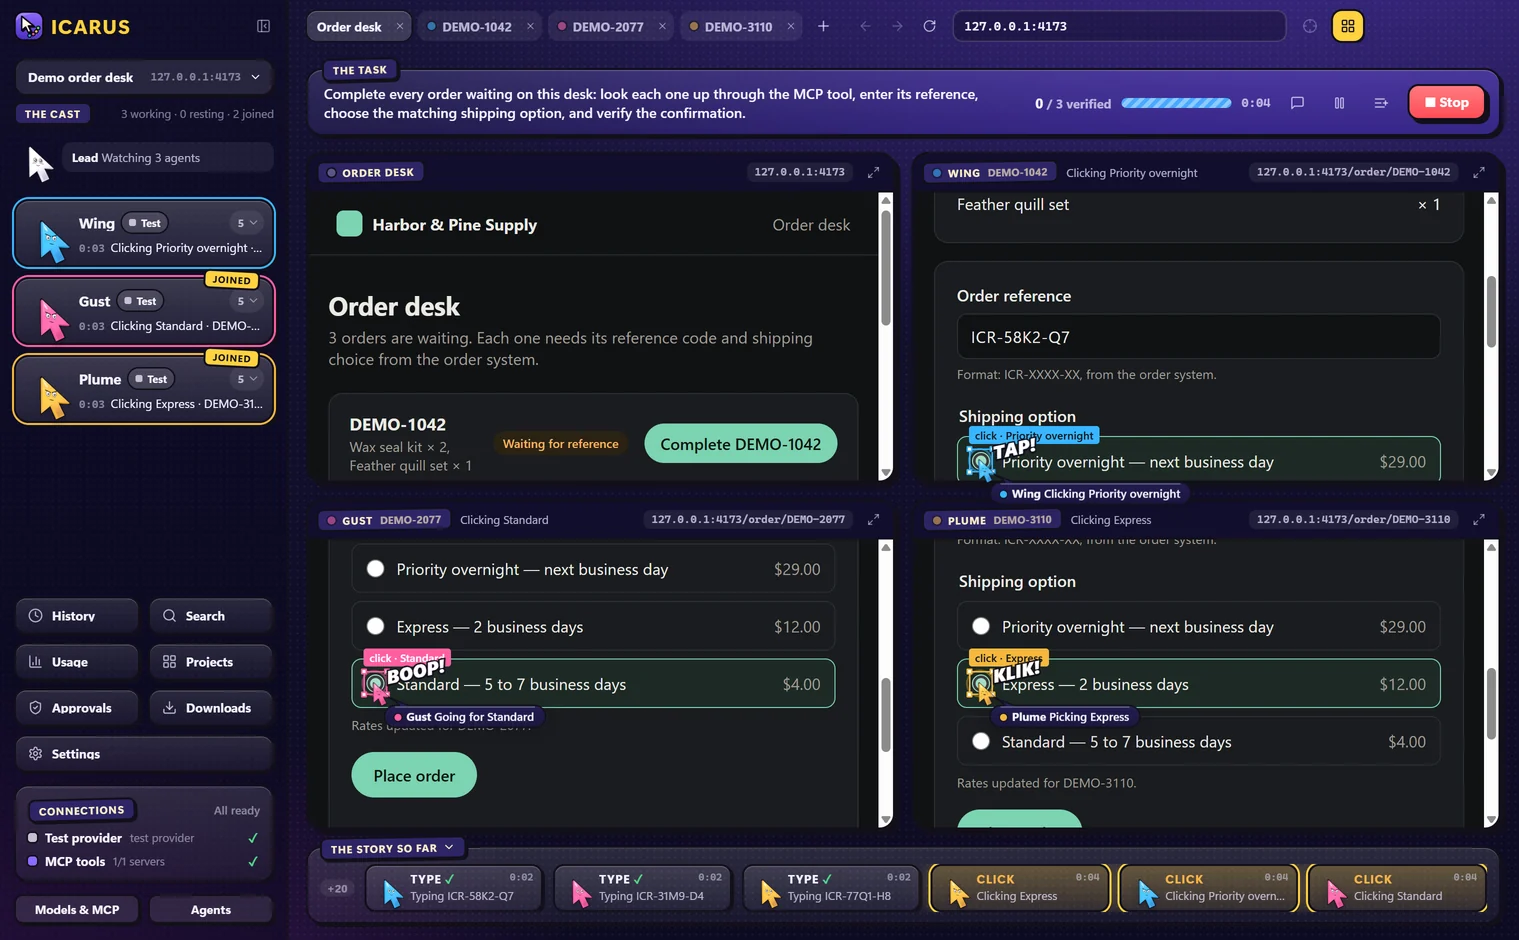 ICARUS
Order desk
DEMO-1042
DEMO-2077
DEMO-3110
127.0.0.1:4173
Demo order desk 127.0.0.1:4173
THE CAST 3 working · 0 resting · 2 joined
Lead Watching 3 agents
Wing Test 5
0:03 Clicking Priority overnight ·...
JOINED
Gust Test 5
0:03 Clicking Standard · DEMO-...
JOINED
Plume Test 5
0:03 Clicking Express · DEMO-31...
History
Search
Usage
Projects
Approvals
Downloads
Settings
CONNECTIONS All ready
Test provider test provider ✓
MCP tools 1/1 servers ✓
Models & MCP
Agents
THE TASK
Complete every order waiting on this desk: look each one up through the MCP tool, enter its reference,
choose the matching shipping option, and verify the confirmation.
0 / 3 verified 0:04
Stop
ORDER DESK 127.0.0.1:4173
Harbor & Pine Supply Order desk
Order desk
3 orders are waiting. Each one needs its reference code and shipping
choice from the order system.
DEMO-1042
Wax seal kit × 2,
Feather quill set × 1
Waiting for reference
Complete DEMO-1042
WING DEMO-1042 Clicking Priority overnight 127.0.0.1:4173/order/DEMO-1042
Feather quill set × 1
Order reference
ICR-58K2-Q7
Format: ICR-XXXX-XX, from the order system.
Shipping option
click · Priority overnight
TAP!
Priority overnight — next business day $29.00
Wing Clicking Priority overnight
GUST DEMO-2077 Clicking Standard 127.0.0.1:4173/order/DEMO-2077
Priority overnight — next business day $29.00
Express — 2 business days $12.00
click · Standard
BOOP!
Standard — 5 to 7 business days $4.00
Gust Going for Standard
Rates updated for DEMO-2077.
Place order
PLUME DEMO-3110 Clicking Express 127.0.0.1:4173/order/DEMO-3110
Format: ICR-XXXX-XX, from the order system.
Shipping option
Priority overnight — next business day $29.00
click · Express
KLIK!
Express — 2 business days $12.00
Plume Picking Express
Standard — 5 to 7 business days $4.00
Rates updated for DEMO-3110.
THE STORY SO FAR
+20
TYPE ✓ 0:02
Typing ICR-58K2-Q7
TYPE ✓ 0:02
Typing ICR-31M9-D4
TYPE ✓ 0:02
Typing ICR-77Q1-H8
CLICK 0:04
Clicking Express
CLICK 0:04
Clicking Priority overn...
CLICK 0:04
Clicking Standard